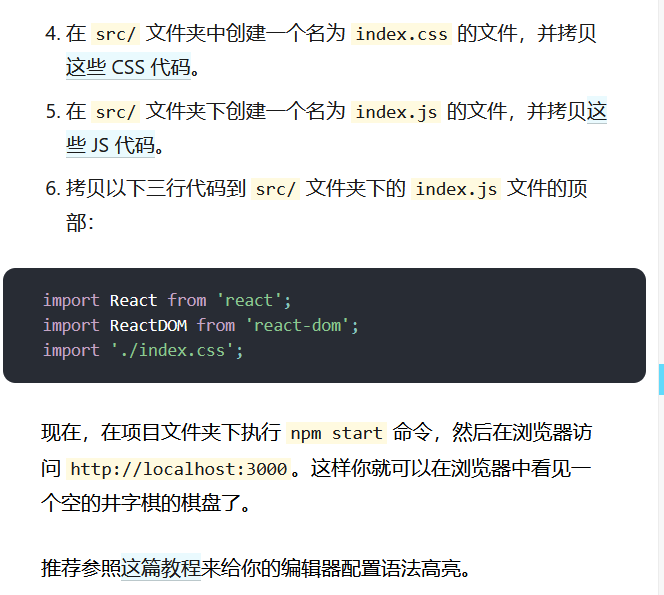 4. 在 src/ 文件夹中创建一个名为 index.css 的文件，并拷贝
这些 CSS 代码。
5. 在 src/ 文件夹下创建一个名为 index.js 的文件，并拷贝这
些 JS 代码。
6. 拷贝以下三行代码到 src/ 文件夹下的 index.js 文件的顶
部：
import React from 'react';
import ReactDOM from 'react-dom';
import './index.css';
现在，在项目文件夹下执行 npm start 命令，然后在浏览器访
问 http://localhost:3000。这样你就可以在浏览器中看见一
个空的井字棋的棋盘了。
推荐参照这篇教程来给你的编辑器配置语法高亮。